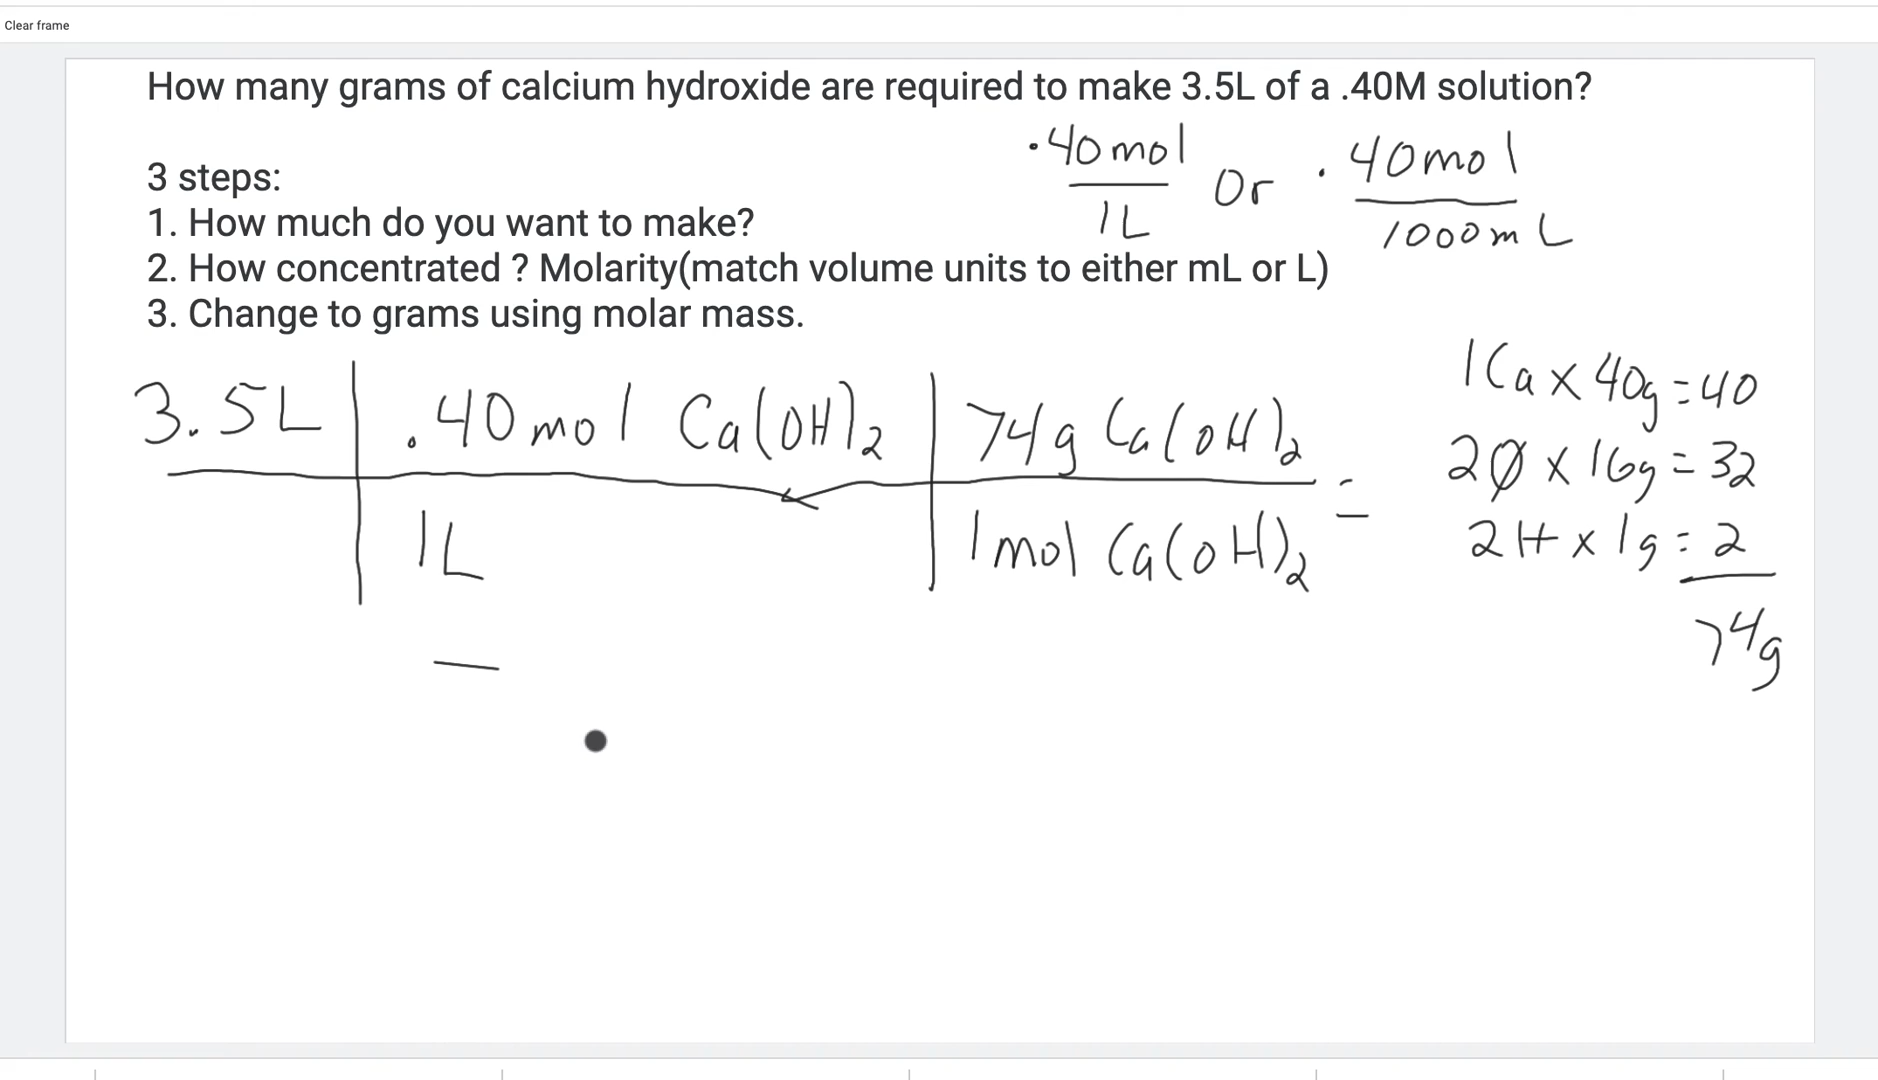 Clear frame
How many grams of calcium hydroxide are required to make 3.5L of a .40M solution?
.40 mol
1L
Or
.40mol
1000mL
3 steps:
1. How much do you want to make?
2. How concentrated ? Molarity(match volume units to either mL or L)
3. Change to grams using molar mass.
3.5L | .40 mol Ca(OH)2 | 74g Ca(OH)2 =
1L | 1 mol Ca(OH)2
1Ca x 40g = 40
2O x 16g = 32
2H x 1g = 2
74g